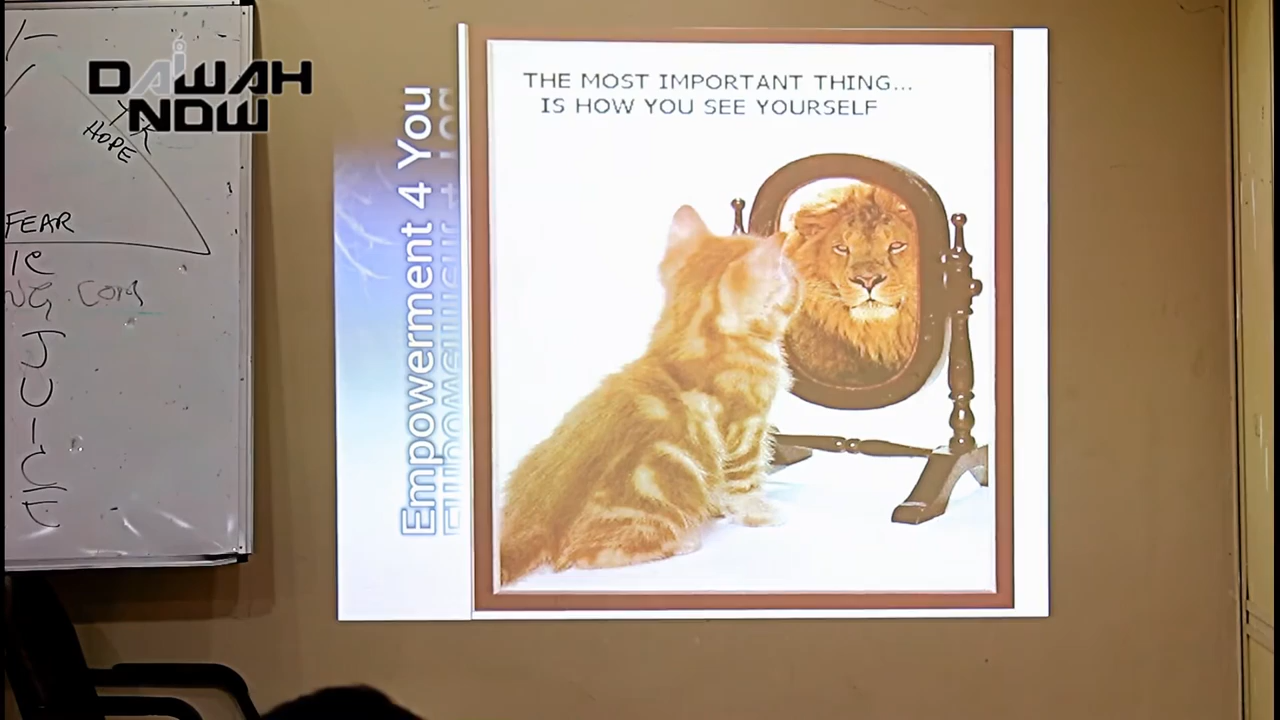 DAWAH
NOW
HOPE
FEAR
J
U
I
C
E
Empowerment 4 You
THE MOST IMPORTANT THING...
IS HOW YOU SEE YOURSELF